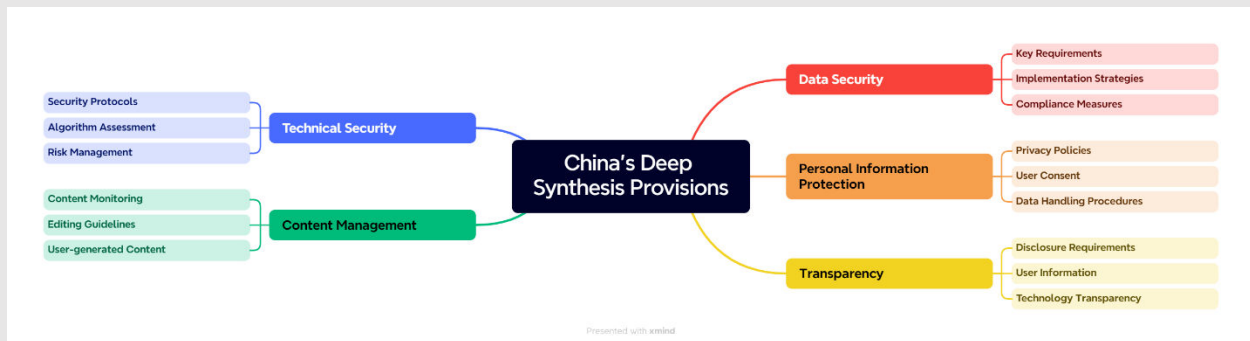 China's Deep
Synthesis Provisions
Data Security
Key Requirements
Implementation Strategies
Compliance Measures
Personal Information
Protection
Privacy Policies
User Consent
Data Handling Procedures
Transparency
Disclosure Requirements
User Information
Technology Transparency
Technical Security
Security Protocols
Algorithm Assessment
Risk Management
Content Management
Content Monitoring
Editing Guidelines
User-generated Content
Presented with xmind